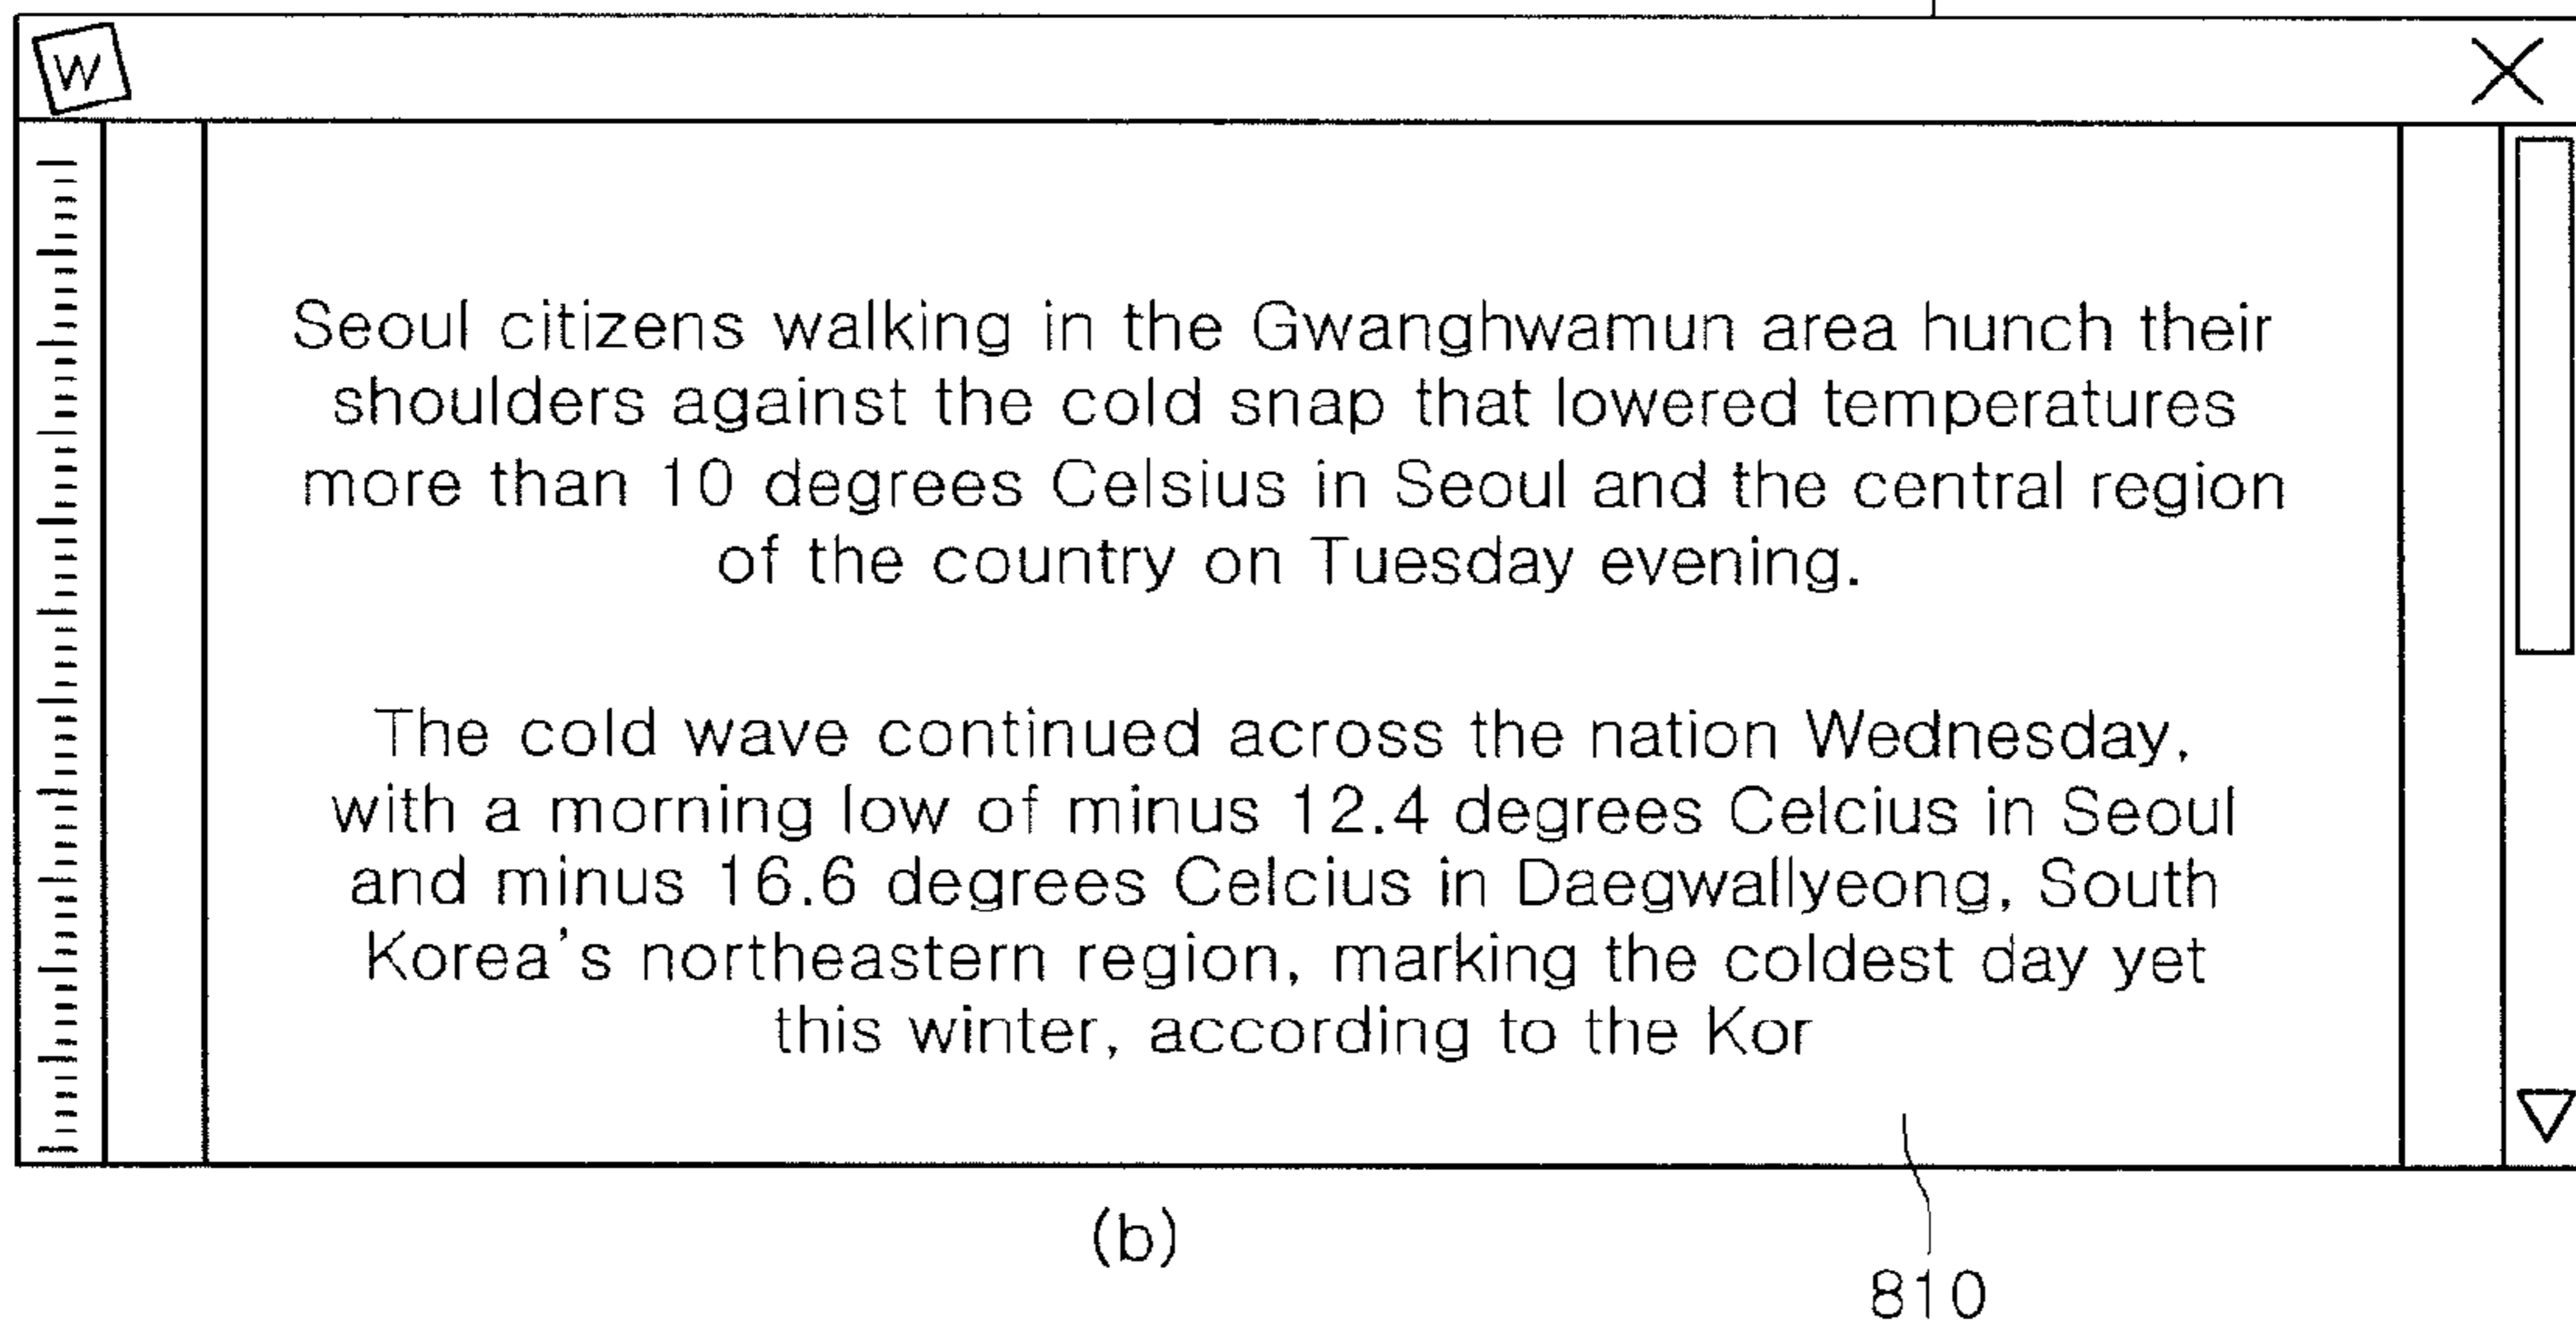 W
Seoul citizens walking in the Gwanghwamun area hunch their
shoulders against the cold snap that lowered temperatures
more than 10 degrees Celsius in Seoul and the central region
of the country on Tuesday evening.
The cold wave continued across the nation Wednesday,
with a morning low of minus 12.4 degrees Celcius in Seoul
and minus 16.6 degrees Celcius in Daegwallyeong, South
Korea's northeastern region, marking the coldest day yet
this winter, according to the Kor
(b)
810